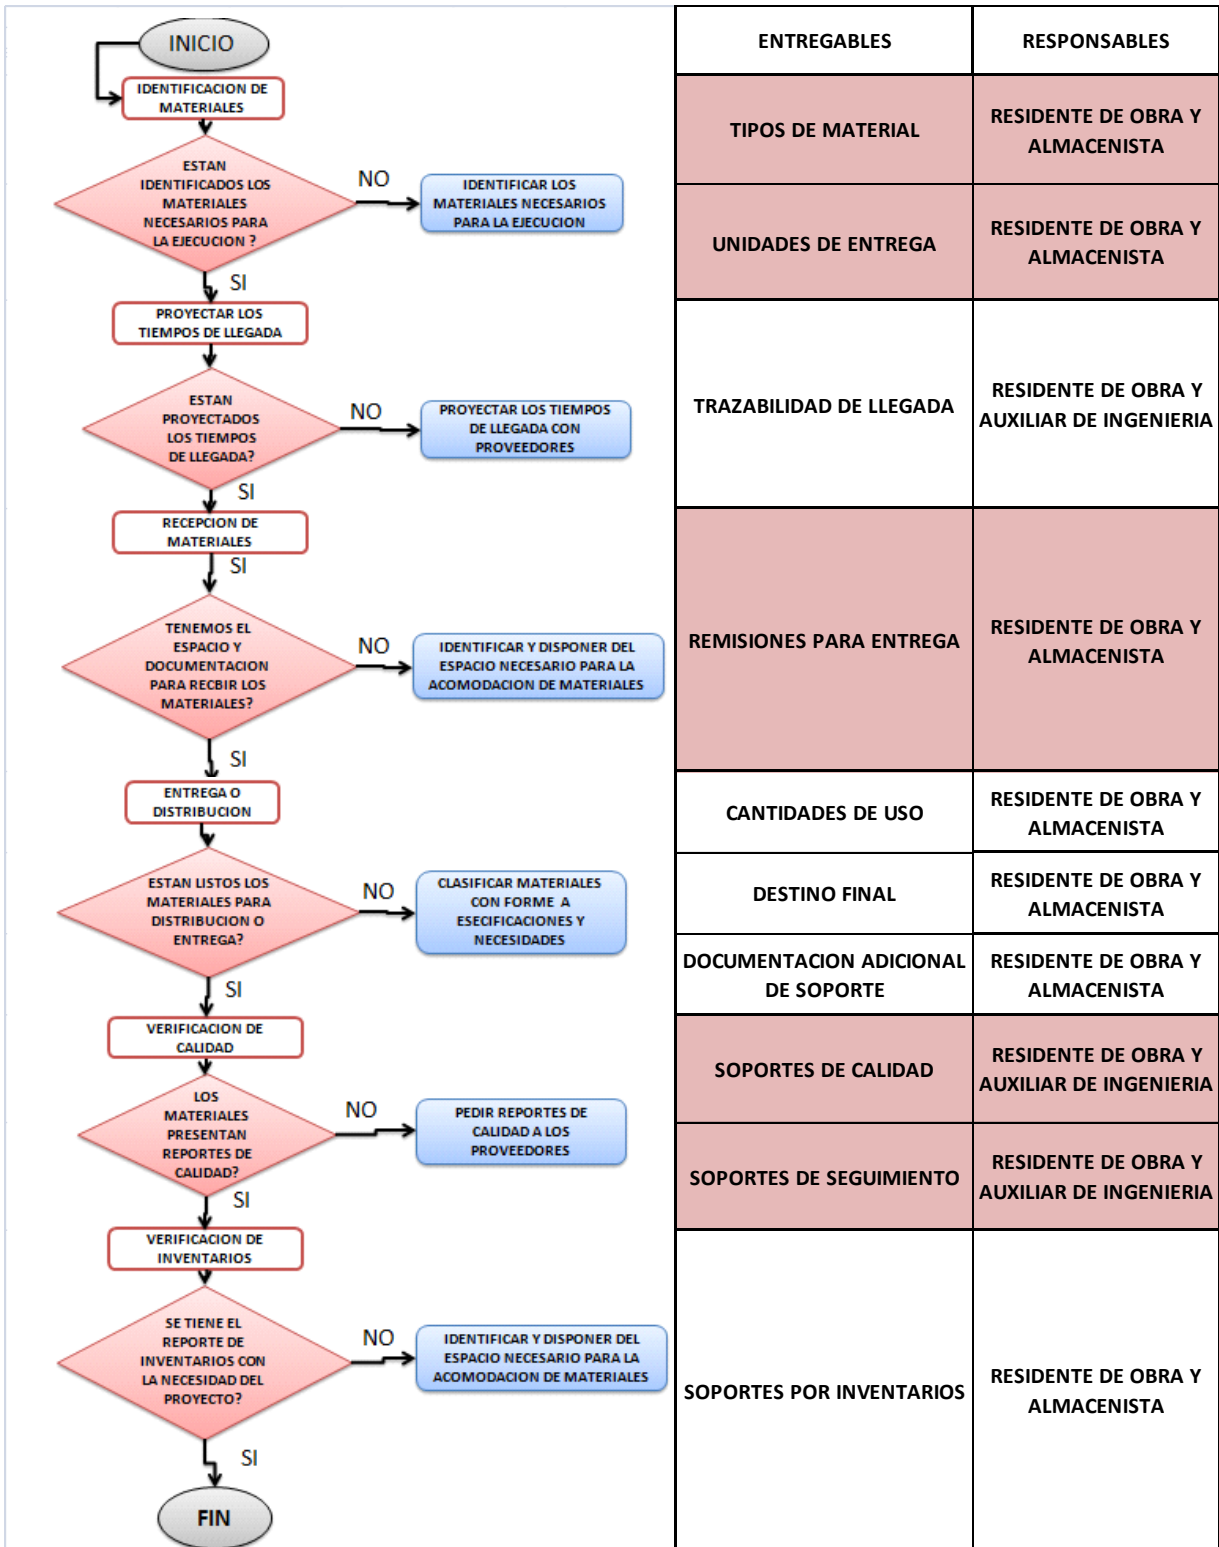 INICIO
IDENTIFICACION DE
MATERIALES
ESTAN
IDENTIFICADOS LOS
MATERIALES
NECESARIOS PARA
LA EJECUCION ?
NO
IDENTIFICAR LOS
MATERIALES NECESARIOS
PARA LA EJECUCION
SI
PROYECTAR LOS
TIEMPOS DE LLEGADA
ESTAN
PROYECTADOS
LOS TIEMPOS
DE LLEGADA?
NO
PROYECTAR LOS TIEMPOS
DE LLEGADA CON
PROVEEDORES
SI
RECEPCION DE
MATERIALES
SI
TENEMOS EL
ESPACIO Y
DOCUMENTACION
PARA RECBIR LOS
MATERIALES?
NO
IDENTIFICAR Y DISPONER DEL
ESPACIO NECESARIO PARA LA
ACOMODACION DE MATERIALES
SI
ENTREGA O
DISTRIBUCION
ESTAN LISTOS LOS
MATERIALES PARA
DISTRIBUCION O
ENTREGA?
NO
CLASIFICAR MATERIALES
CON FORME A
ESECIFICACIONES Y
NECESIDADES
SI
VERIFICACION DE
CALIDAD
LOS
MATERIALES
PRESENTAN
REPORTES DE
CALIDAD?
NO
PEDIR REPORTES DE
CALIDAD A LOS
PROVEEDORES
SI
VERIFICACION DE
INVENTARIOS
SE TIENE EL
REPORTE DE
INVENTARIOS CON
LA NECESIDAD DEL
PROYECTO?
NO
IDENTIFICAR Y DISPONER DEL
ESPACIO NECESARIO PARA LA
ACOMODACION DE MATERIALES
SI
FIN
ENTREGABLES
RESPONSABLES
TIPOS DE MATERIAL
RESIDENTE DE OBRA Y
ALMACENISTA
UNIDADES DE ENTREGA
RESIDENTE DE OBRA Y
ALMACENISTA
TRAZABILIDAD DE LLEGADA
RESIDENTE DE OBRA Y
AUXILIAR DE INGENIERIA
REMISIONES PARA ENTREGA
RESIDENTE DE OBRA Y
ALMACENISTA
CANTIDADES DE USO
RESIDENTE DE OBRA Y
ALMACENISTA
DESTINO FINAL
RESIDENTE DE OBRA Y
ALMACENISTA
DOCUMENTACION ADICIONAL
DE SOPORTE
RESIDENTE DE OBRA Y
ALMACENISTA
SOPORTES DE CALIDAD
RESIDENTE DE OBRA Y
AUXILIAR DE INGENIERIA
SOPORTES DE SEGUIMIENTO
RESIDENTE DE OBRA Y
AUXILIAR DE INGENIERIA
SOPORTES POR INVENTARIOS
RESIDENTE DE OBRA Y
ALMACENISTA